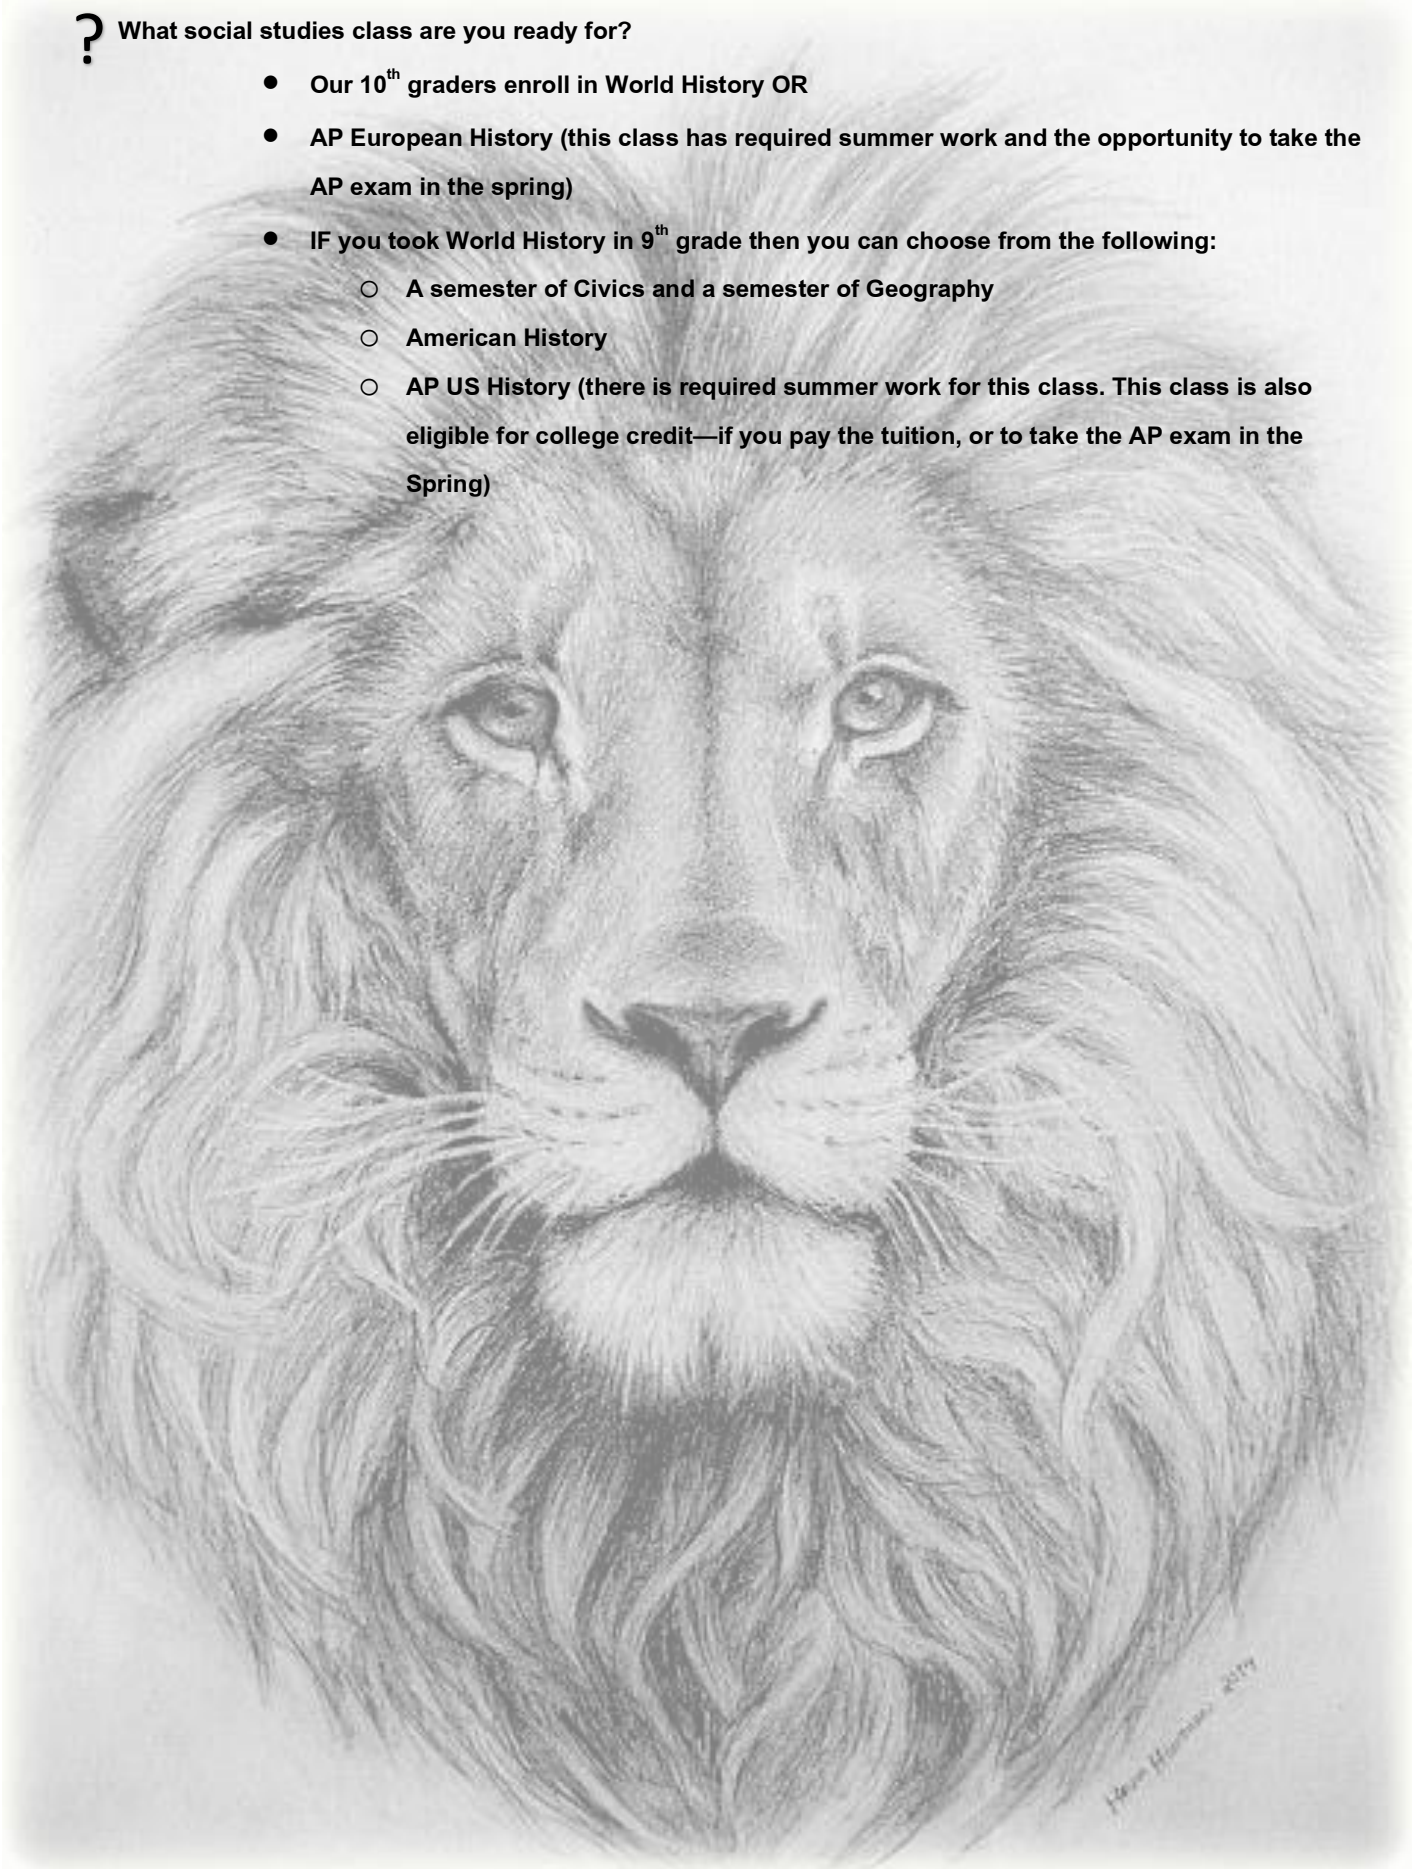 ? What social studies class are you ready for?
● Our 10th graders enroll in World History OR
● AP European History (this class has required summer work and the opportunity to take the
AP exam in the spring)
● IF you took World History in 9th grade then you can choose from the following:
○ A semester of Civics and a semester of Geography
○ American History
○ AP US History (there is required summer work for this class. This class is also
eligible for college credit—if you pay the tuition, or to take the AP exam in the
Spring)